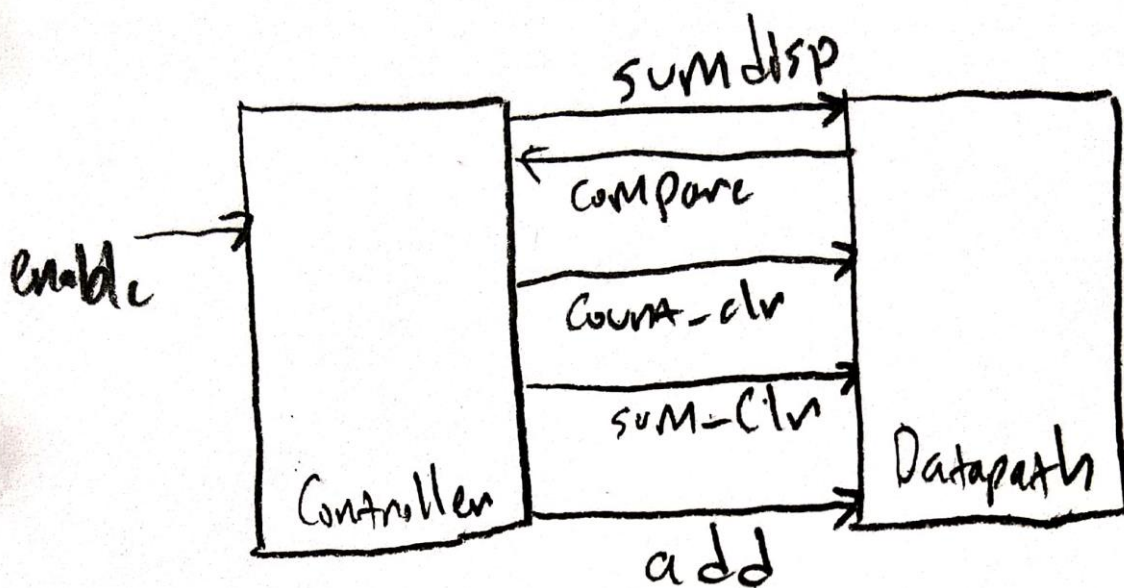 sumdisp
compare
enable
count_clr
sum_clr
Controller
Datapath
add